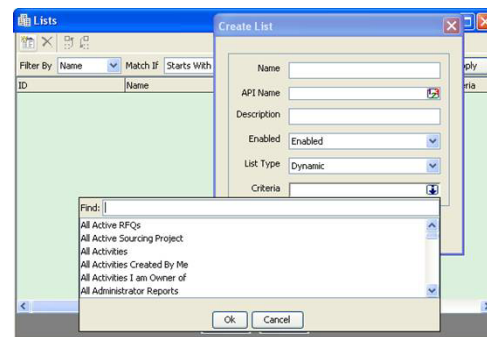 Lists
Create List
Filter By Name Match If Starts With
ID Name
Name
API Name
Description
Enabled Enabled
List Type Dynamic
Criteria
Find:
All Active RFQs
All Active Sourcing Project
All Activities
All Activities Created By Me
All Activities I am Owner of
All Administrator Reports
Ok Cancel